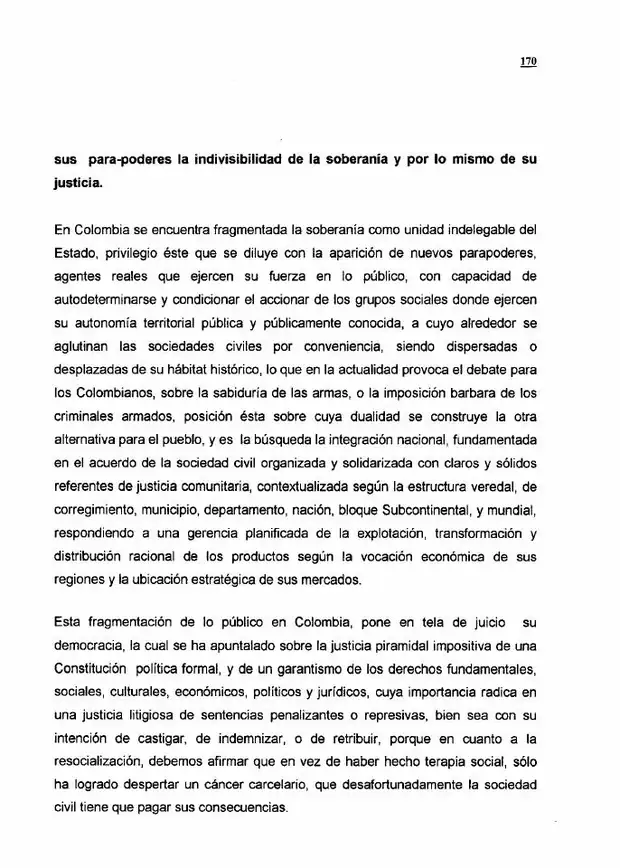 170
sus para-poderes la indivisibilidad de la soberanía y por lo mismo de su
justicia.
En Colombia se encuentra fragmentada la soberanía como unidad indelegable del
Estado, privilegio éste que se diluye con la aparición de nuevos parapoderes,
agentes reales que ejercen su fuerza en lo público, con capacidad de
autodeterminarse y condicionar el accionar de los grupos sociales donde ejercen
su autonomía territorial pública y públicamente conocida, a cuyo alrededor se
aglutinan las sociedades civiles por conveniencia, siendo dispersadas o
desplazadas de su hábitat histórico, lo que en la actualidad provoca el debate para
los Colombianos, sobre la sabiduría de las armas, o la imposición barbara de los
criminales armados, posición ésta sobre cuya dualidad se construye la otra
alternativa para el pueblo, y es la búsqueda la integración nacional, fundamentada
en el acuerdo de la sociedad civil organizada y solidarizada con claros y sólidos
referentes de justicia comunitaria, contextualizada según la estructura veredal, de
corregimiento, municipio, departamento, nación, bloque Subcontinental, y mundial,
respondiendo a una gerencia planificada de la explotación, transformación y
distribución racional de los productos según la vocación económica de sus
regiones y la ubicación estratégica de sus mercados.
Esta fragmentación de lo público en Colombia, pone en tela de juicio su
democracia, la cual se ha apuntalado sobre la justicia piramidal impositiva de una
Constitución política formal, y de un garantismo de los derechos fundamentales,
sociales, culturales, económicos, políticos y jurídicos, cuya importancia radica en
una justicia litigiosa de sentencias penalizantes o represivas, bien sea con su
intención de castigar, de indemnizar, o de retribuir, porque en cuanto a la
resocialización, debemos afirmar que en vez de haber hecho terapia social, sólo
ha logrado despertar un cáncer carcelario, que desafortunadamente la sociedad
civil tiene que pagar sus consecuencias.